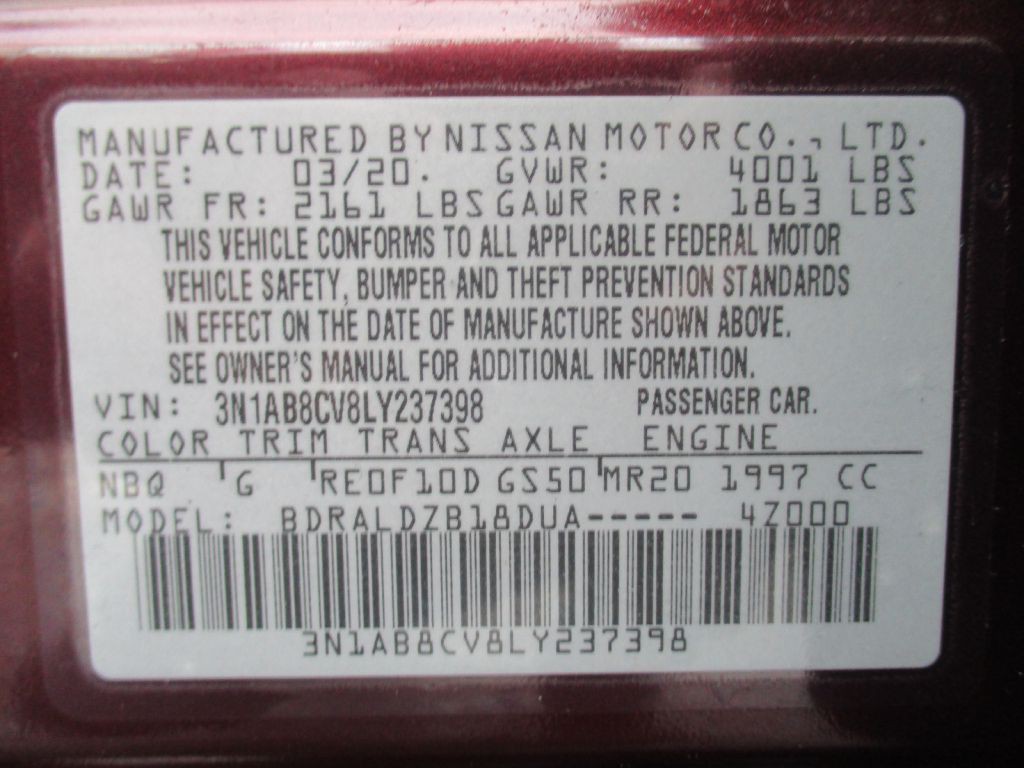 MANUFACTURED BY NISSAN MOTOR CO., LTD.
DATE: 03/20. GVWR: 4001 LBS
GAWR FR: 2161 LBS GAWR RR: 1863 LBS
THIS VEHICLE CONFORMS TO ALL APPLICABLE FEDERAL MOTOR
VEHICLE SAFETY, BUMPER AND THEFT PREVENTION STANDARDS
IN EFFECT ON THE DATE OF MANUFACTURE SHOWN ABOVE.
SEE OWNER'S MANUAL FOR ADDITIONAL INFORMATION.
VIN: 3N1AB8CV8LY237398 PASSENGER CAR.
COLOR TRIM TRANS AXLE ENGINE
NBQ G RE0F10D GS50 MR20 1997 CC
MODEL: BDRALDZB18DUA----- 4Z000
3N1AB8CV8LY237398